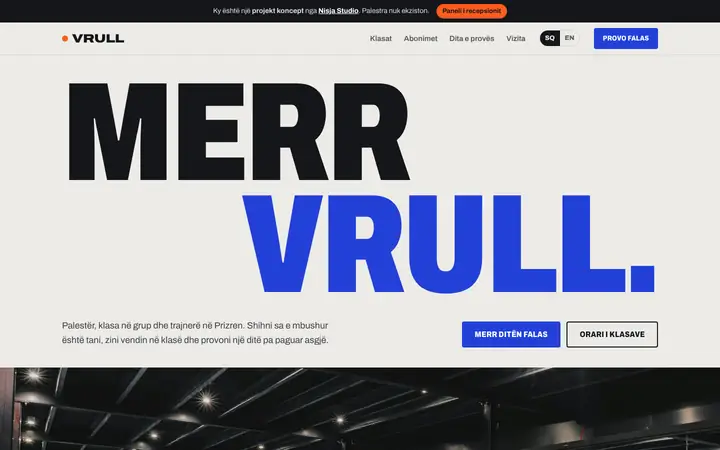 Ky është një projekt koncept nga Nisja Studio. Palestra nuk ekziston. Paneli i recepsionit
VRULL Klasat Abonimet Dita e provës Vizita SQ EN PROVO FALAS
MERR
VRULL.
Palestër, klasa në grup dhe trajnerë në Prizren. Shihni sa e mbushur
është tani, zini vendin në klasë dhe provoni një ditë pa paguar asgjë.
MERR DITËN FALAS ORARI I KLASAVE